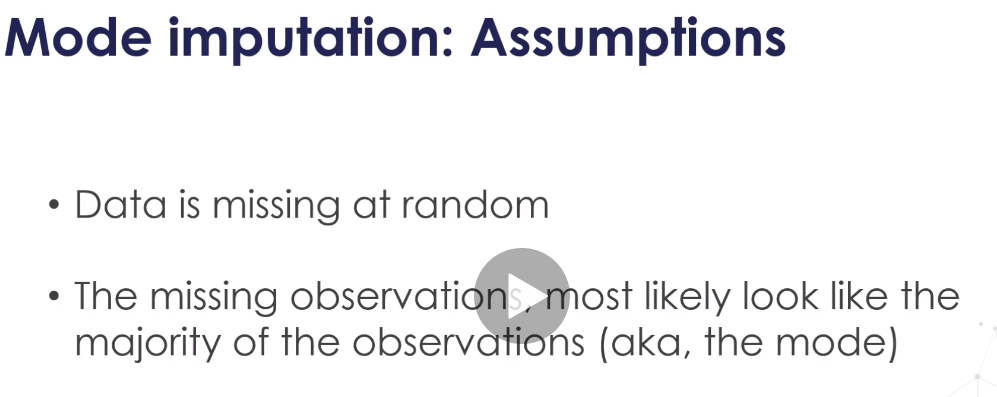 Mode imputation: Assumptions
• Data is missing at random
• The missing observations, most likely look like the
majority of the observations (aka, the mode)